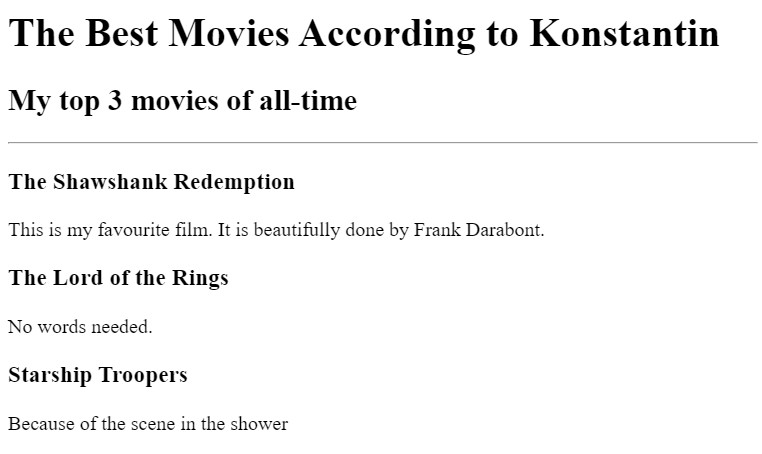 The Best Movies According to Konstantin
My top 3 movies of all-time
The Shawshank Redemption
This is my favourite film. It is beautifully done by Frank Darabont.
The Lord of the Rings
No words needed.
Starship Troopers
Because of the scene in the shower